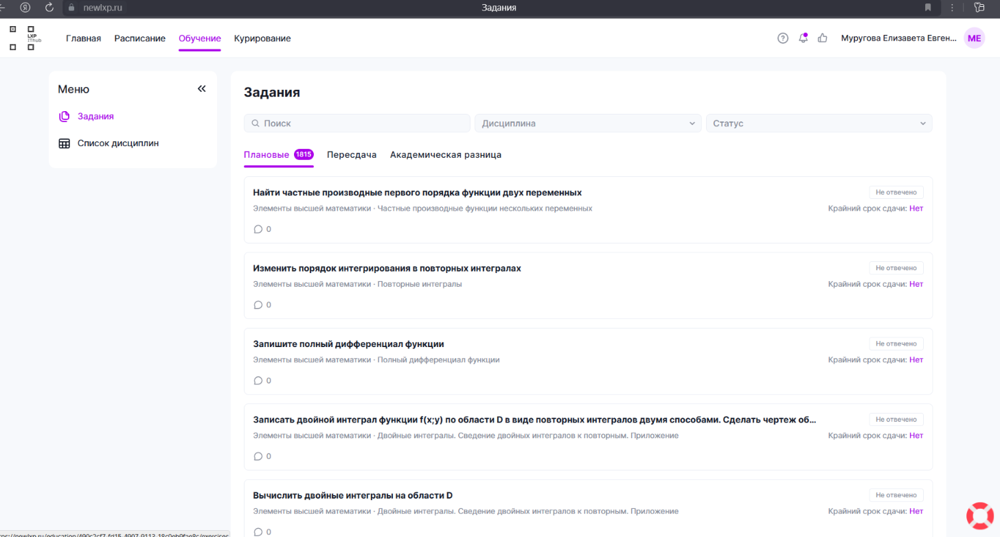 Я newlxp.ru Задания
LXP
IThub
Главная Расписание Обучение Курирование
Муругова Елизавета Евген... МЕ
Меню
Задания
Список дисциплин
Задания
Поиск Дисциплина Статус
Плановые 1815 Пересдача Академическая разница
Найти частные производные первого порядка функции двух переменных Не отвечено
Элементы высшей математики · Частные производные функции нескольких переменных Крайний срок сдачи: Нет
0
Изменить порядок интегрирования в повторных интегралах Не отвечено
Элементы высшей математики · Повторные интегралы Крайний срок сдачи: Нет
0
Запишите полный дифференциал функции Не отвечено
Элементы высшей математики · Полный дифференциал функции Крайний срок сдачи: Нет
0
Записать двойной интеграл функции f(x;y) по области D в виде повторных интегралов двумя способами. Сделать чертеж об... Не отвечено
Элементы высшей математики · Двойные интегралы. Сведение двойных интегралов к повторным. Приложение Крайний срок сдачи: Нет
0
Вычислить двойные интегралы на области D Не отвечено
Элементы высшей математики · Двойные интегралы. Сведение двойных интегралов к повторным. Приложение Крайний срок сдачи: Нет
0